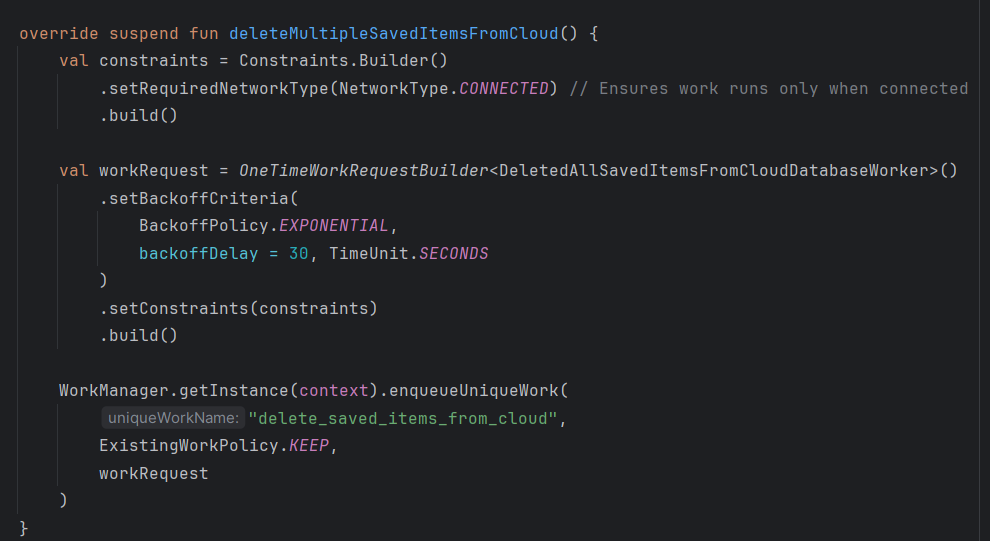 override suspend fun deleteMultipleSavedItemsFromCloud() {
    val constraints = Constraints.Builder()
        .setRequiredNetworkType(NetworkType.CONNECTED) // Ensures work runs only when connected
        .build()

    val workRequest = OneTimeWorkRequestBuilder<DeletedAllSavedItemsFromCloudDatabaseWorker>()
        .setBackoffCriteria(
            BackoffPolicy.EXPONENTIAL,
            backoffDelay = 30, TimeUnit.SECONDS
        )
        .setConstraints(constraints)
        .build()

    WorkManager.getInstance(context).enqueueUniqueWork(
        uniqueWorkName: "delete_saved_items_from_cloud",
        ExistingWorkPolicy.KEEP,
        workRequest
    )
}